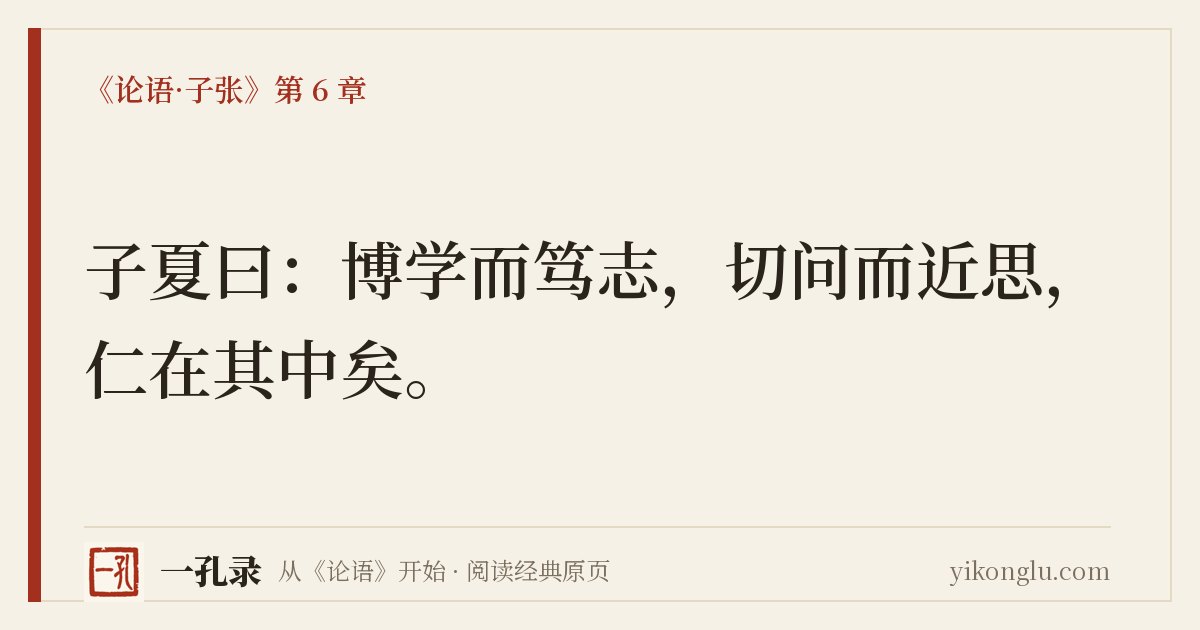 《论语·子张》第 6 章
子夏曰：博学而笃志，切问而近思，
仁在其中矣。
一孔
一孔录 从《论语》开始 · 阅读经典原页
yikonglu.com